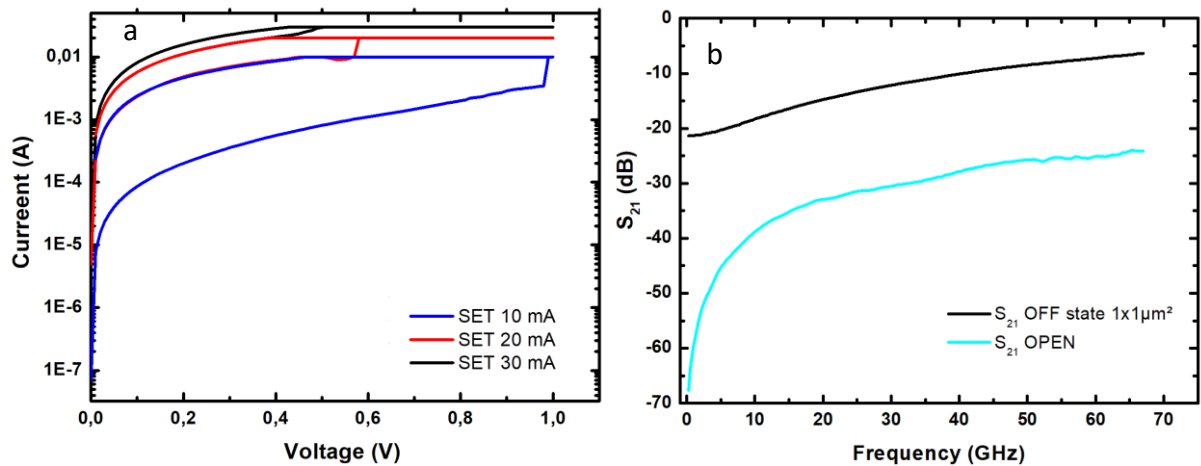 a
Curreent (A)
0,01
1E-3
1E-4
1E-5
1E-6
1E-7
SET 10 mA
SET 20 mA
SET 30 mA
0,0 0,2 0,4 0,6 0,8 1,0
Voltage (V)
b
S₂₁ (dB)
0
-10
-20
-30
-40
-50
-60
-70
S₂₁ OFF state 1x1µm²
S₂₁ OPEN
0 10 20 30 40 50 60 70
Frequency (GHz)